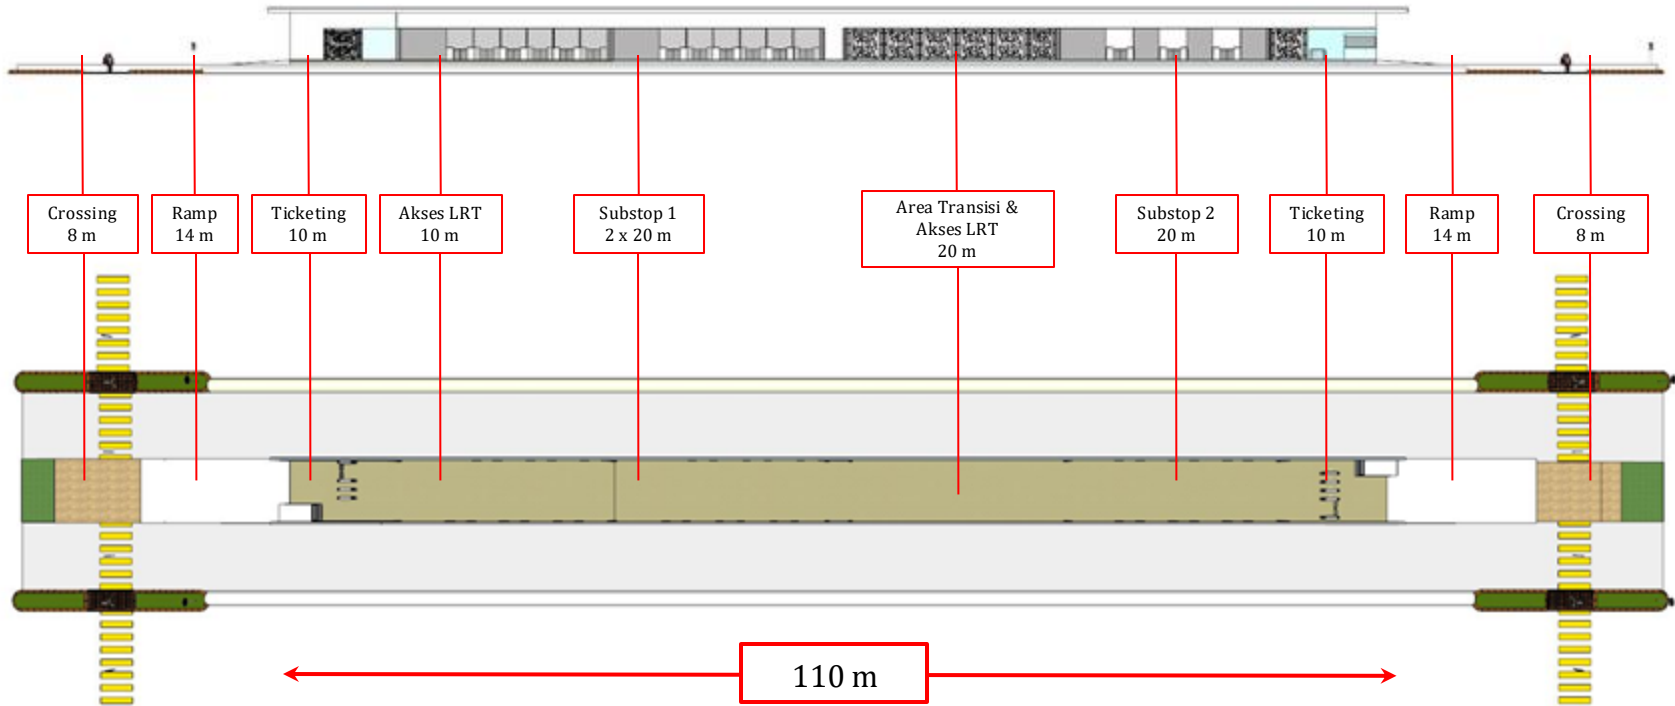 Crossing
8 m
Ramp
14 m
Ticketing
10 m
Akses LRT
10 m
Substop 1
2 x 20 m
Area Transisi &
Akses LRT
20 m
Substop 2
20 m
Ticketing
10 m
Ramp
14 m
Crossing
8 m
110 m